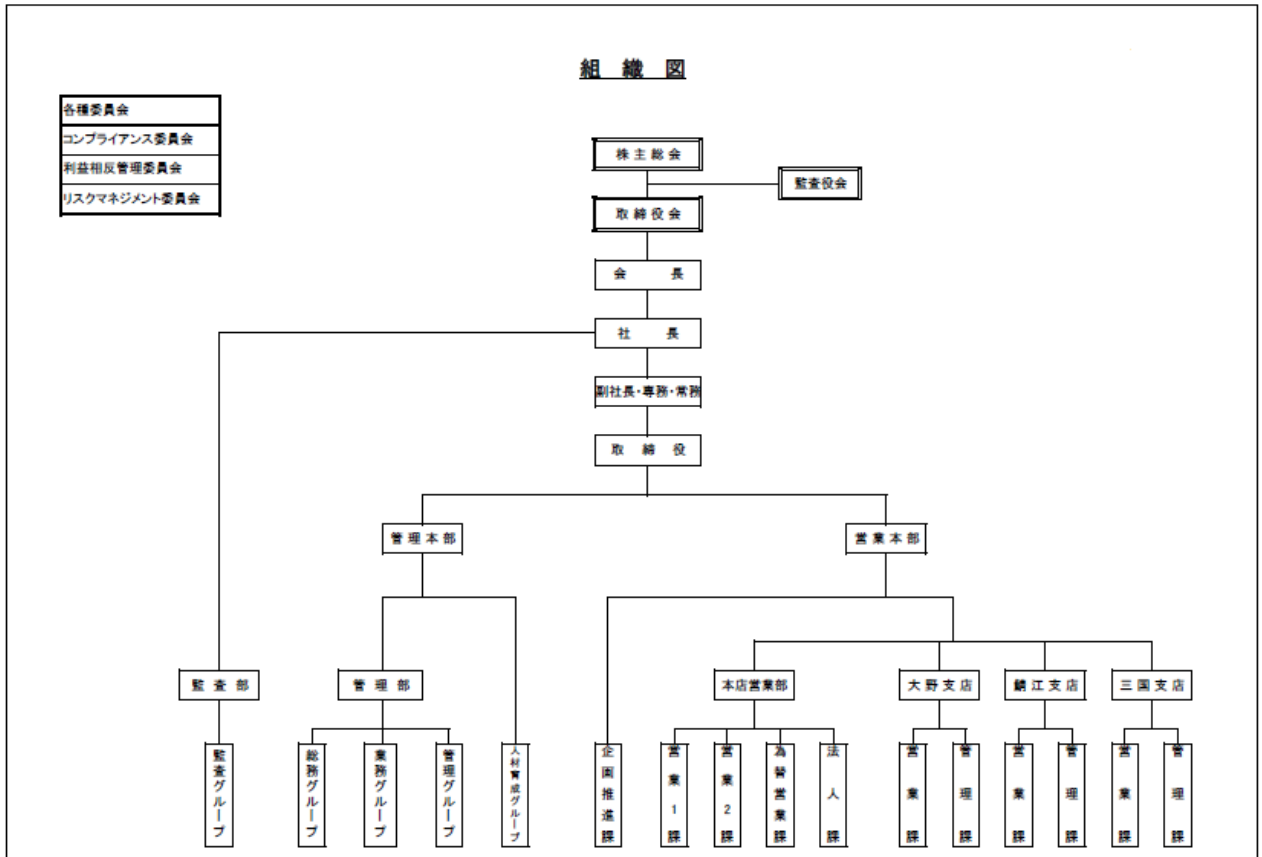 組織図
各種委員会
コンプライアンス委員会
利益相反管理委員会
リスクマネジメント委員会
株主総会
監査役会
取締役会
会長
社長
副社長・専務・常務
取締役
管理本部
営業本部
監査部
管理部
本店営業部
大野支店
鯖江支店
三国支店
監査グループ
総務グループ
業務グループ
管理グループ
人材育成グループ
企画推進課
営業1課
営業2課
為替営業課
法人課
営業課
管理課
営業課
管理課
営業課
管理課